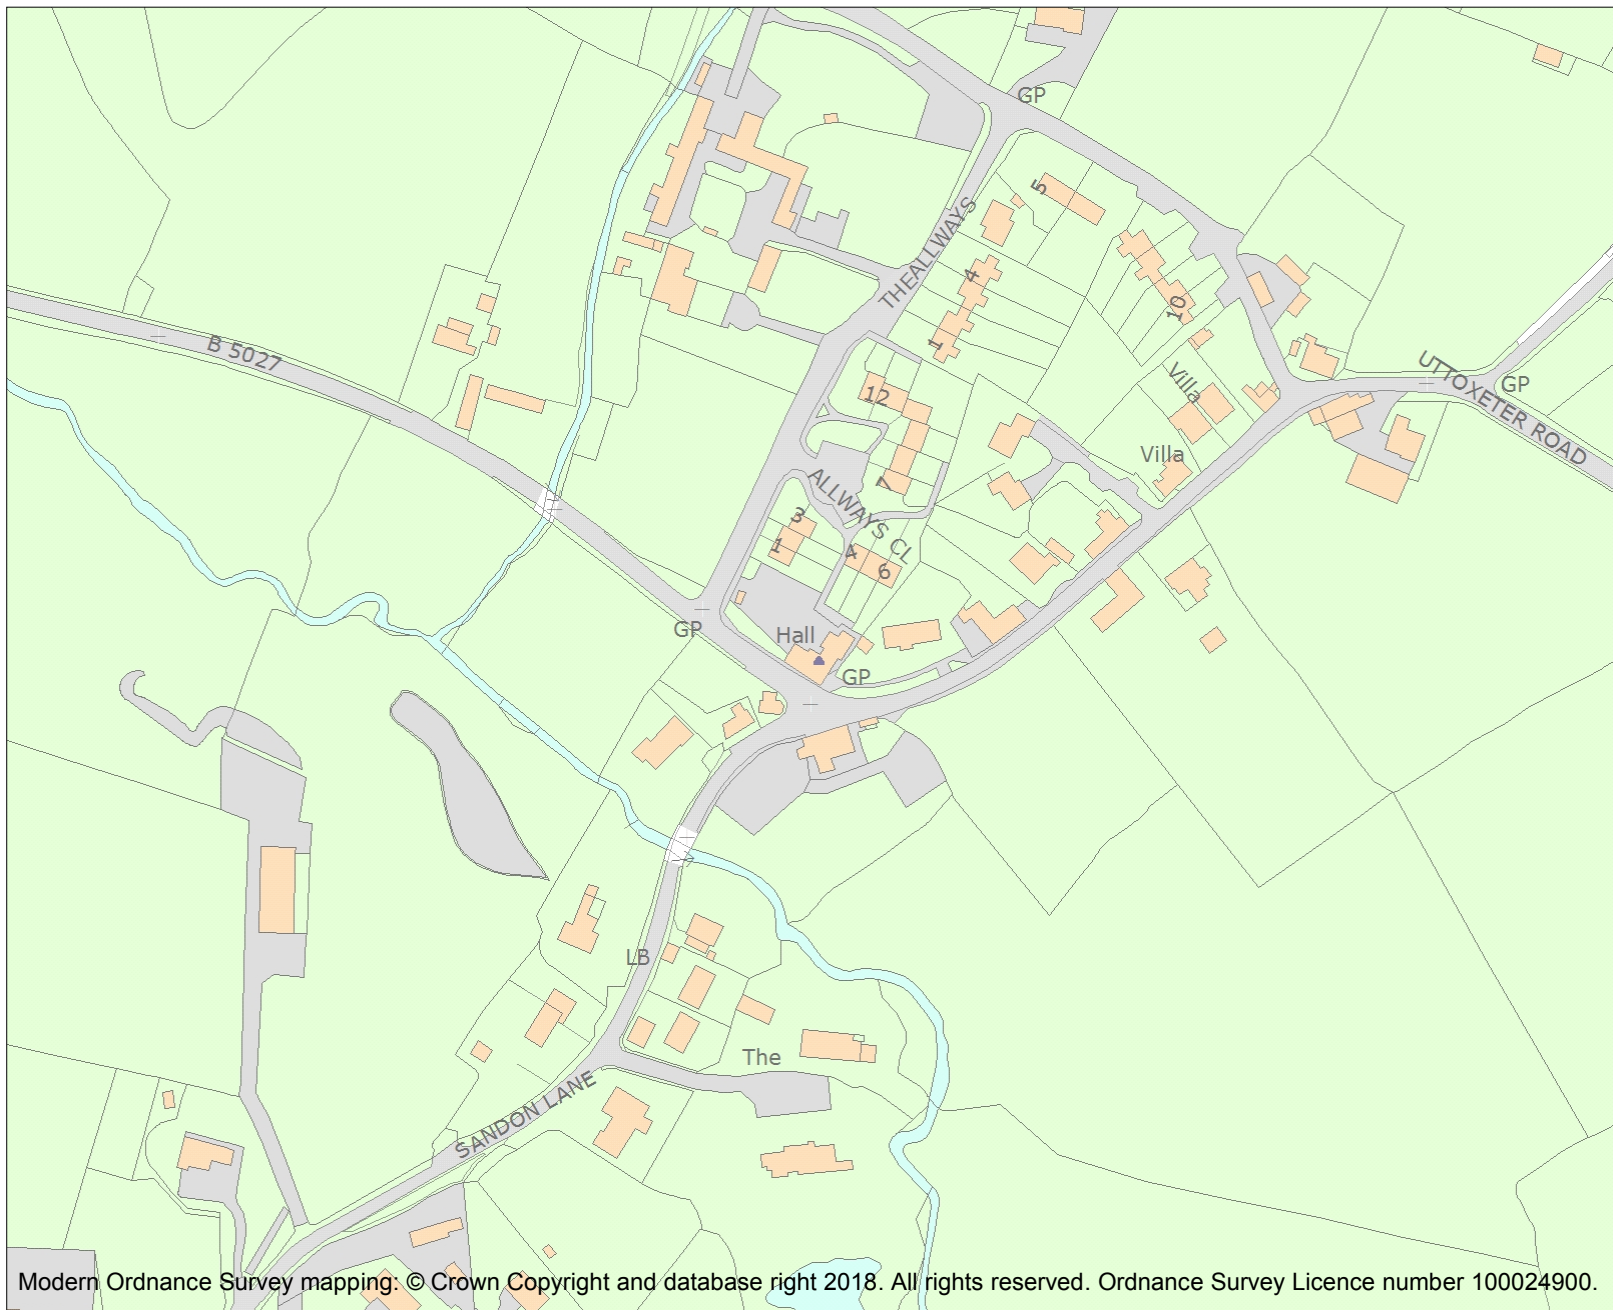 GP
5
THEALLWAYS
4
10
1
B 5027
UTTOXETER ROAD
GP
Villa
12
Villa
7
ALLWAYS CL
3
1
4
6
GP
Hall
GP
LB
The
SANDON LANE
Modern Ordnance Survey mapping: © Crown Copyright and database right 2018. All rights reserved. Ordnance Survey Licence number 100024900.